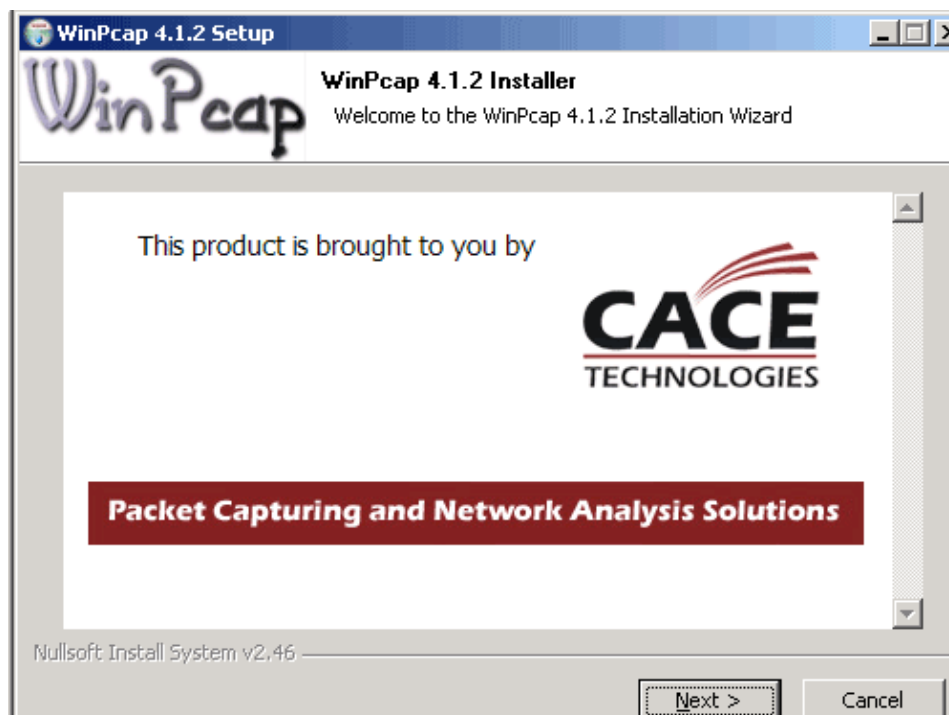 WinPcap 4.1.2 Setup
WinPcap
WinPcap 4.1.2 Installer
Welcome to the WinPcap 4.1.2 Installation Wizard
This product is brought to you by
CACE
TECHNOLOGIES
Packet Capturing and Network Analysis Solutions
Nullsoft Install System v2.46
Next >
Cancel